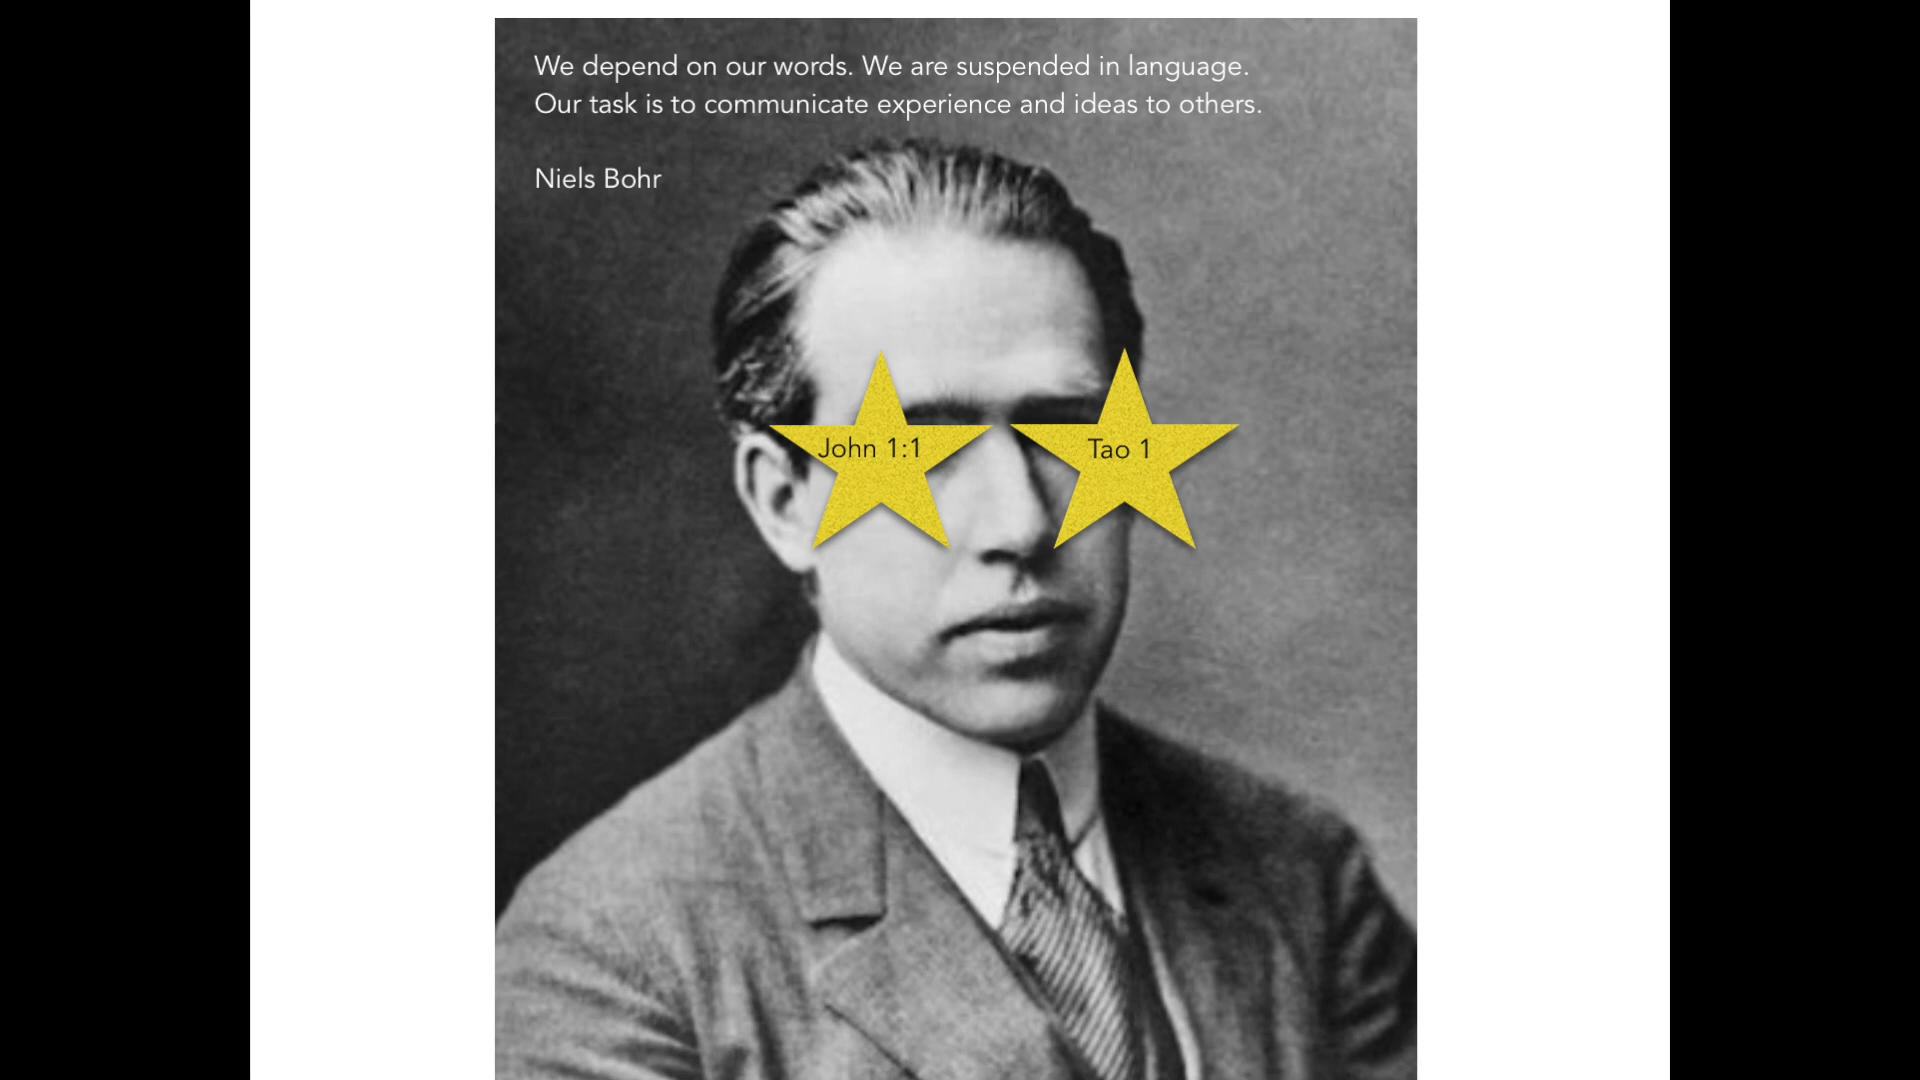 We depend on our words. We are suspended in language.
Our task is to communicate experience and ideas to others.
Niels Bohr
John 1:1
Tao 1